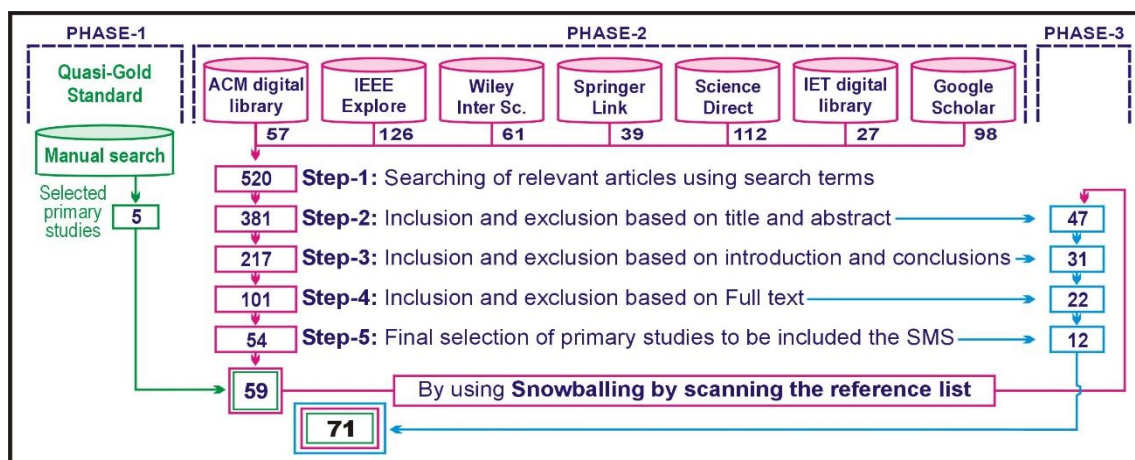 PHASE-1
PHASE-2
PHASE-3
Quasi-Gold
Standard
Manual search
Selected
primary
studies
5
ACM digital
library
IEEE
Explore
Wiley
Inter Sc.
Springer
Link
Science
Direct
IET digital
library
Google
Scholar
57
126
61
39
112
27
98
520 Step-1: Searching of relevant articles using search terms
381 Step-2: Inclusion and exclusion based on title and abstract 47
217 Step-3: Inclusion and exclusion based on introduction and conclusions 31
101 Step-4: Inclusion and exclusion based on Full text 22
54 Step-5: Final selection of primary studies to be included the SMS 12
59 By using Snowballing by scanning the reference list
71